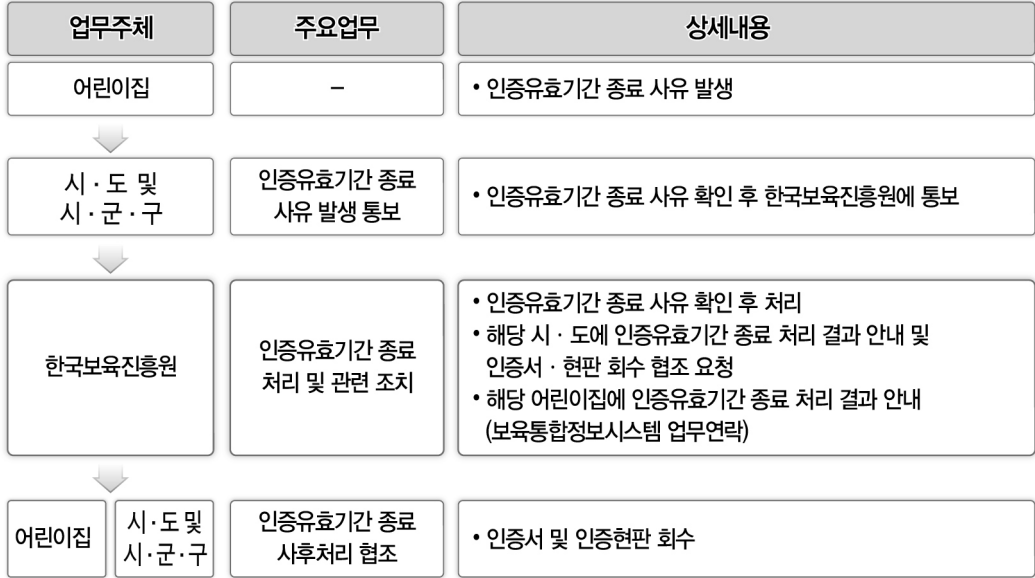 업무주체
주요업무
상세내용
어린이집
–
• 인증유효기간 종료 사유 발생
시·도 및
시·군·구
인증유효기간 종료
사유 발생 통보
• 인증유효기간 종료 사유 확인 후 한국보육진흥원에 통보
한국보육진흥원
인증유효기간 종료
처리 및 관련 조치
• 인증유효기간 종료 사유 확인 후 처리
• 해당 시·도에 인증유효기간 종료 처리 결과 안내 및
인증서·현판 회수 협조 요청
• 해당 어린이집에 인증유효기간 종료 처리 결과 안내
(보육통합정보시스템 업무연락)
어린이집
시·도 및
시·군·구
인증유효기간 종료
사후처리 협조
• 인증서 및 인증현판 회수